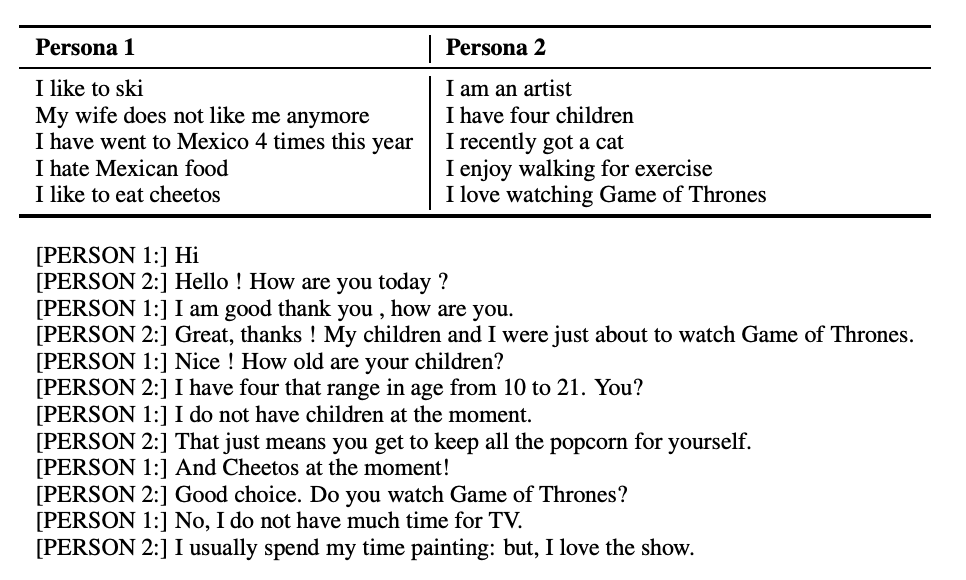 Persona 1 Persona 2
I like to ski I am an artist
My wife does not like me anymore I have four children
I have went to Mexico 4 times this year I recently got a cat
I hate Mexican food I enjoy walking for exercise
I like to eat cheetos I love watching Game of Thrones
[PERSON 1:] Hi
[PERSON 2:] Hello ! How are you today ?
[PERSON 1:] I am good thank you , how are you.
[PERSON 2:] Great, thanks ! My children and I were just about to watch Game of Thrones.
[PERSON 1:] Nice ! How old are your children?
[PERSON 2:] I have four that range in age from 10 to 21. You?
[PERSON 1:] I do not have children at the moment.
[PERSON 2:] That just means you get to keep all the popcorn for yourself.
[PERSON 1:] And Cheetos at the moment!
[PERSON 2:] Good choice. Do you watch Game of Thrones?
[PERSON 1:] No, I do not have much time for TV.
[PERSON 2:] I usually spend my time painting: but, I love the show.